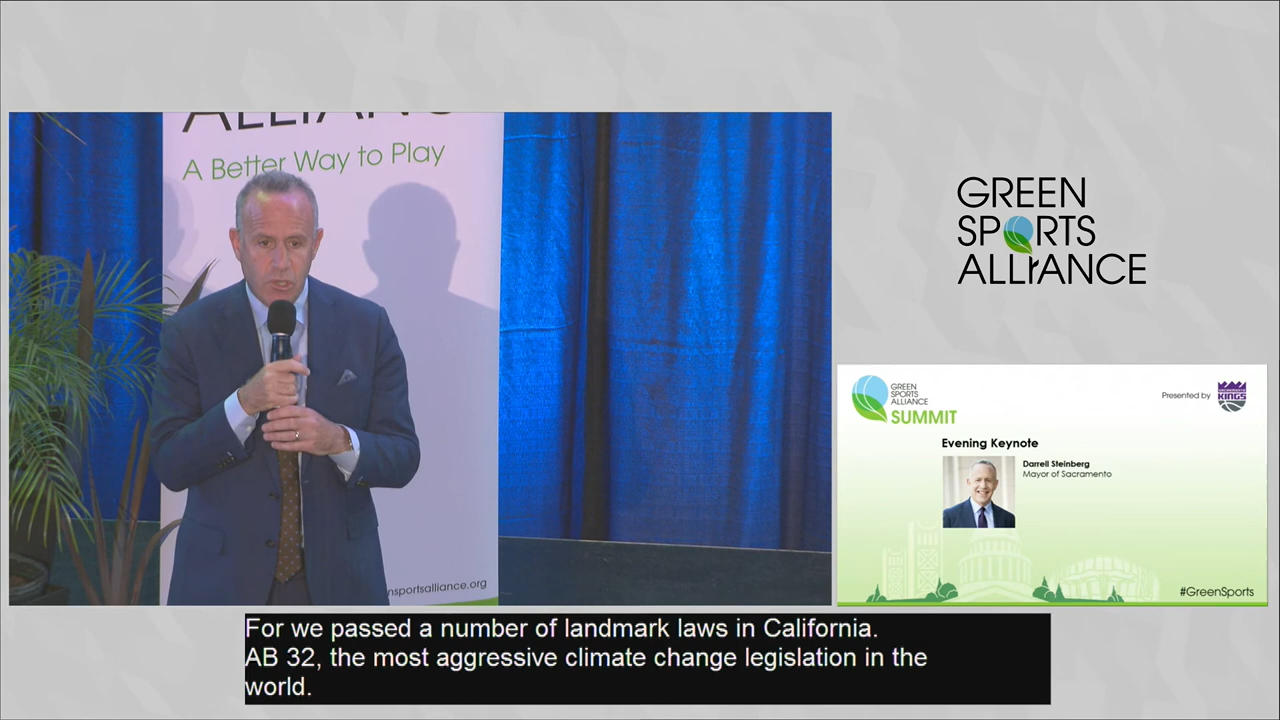 ALLIANC
A Better Way to Play
nsportsalliance.org
GREEN
SPORTS
ALLIANCE
GREEN
SPORTS
ALLIANCE
SUMMIT
Presented by
SACRAMENTO
KINGS
Evening Keynote
Darrell Steinberg
Mayor of Sacramento
#GreenSports
For we passed a number of landmark laws in California.
AB 32, the most aggressive climate change legislation in the
world.